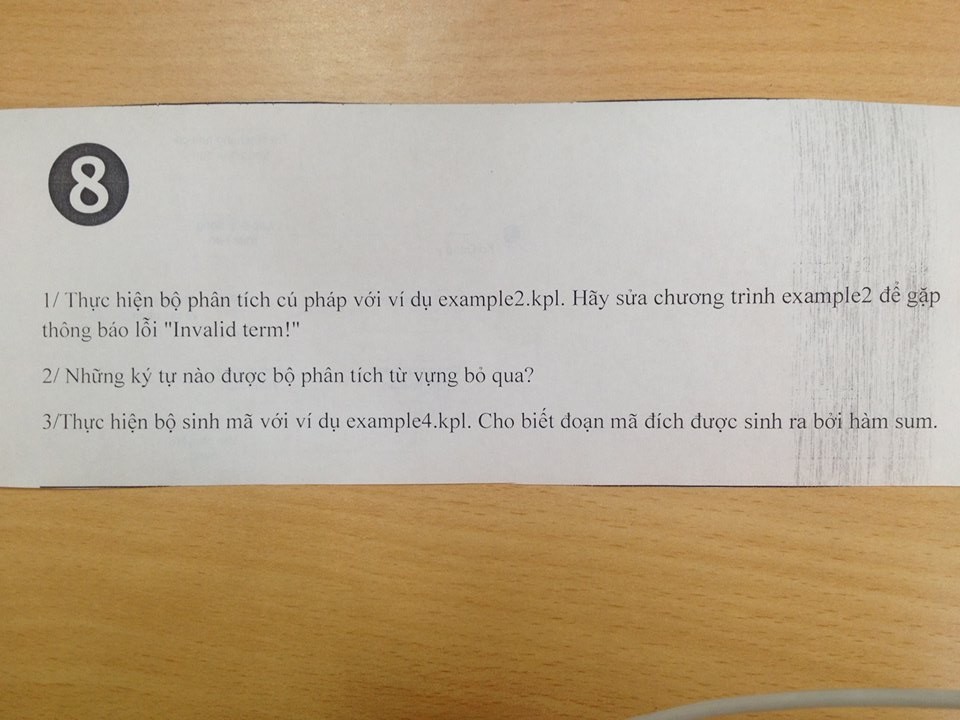 8
1/ Thực hiện bộ phân tích cú pháp với ví dụ example2.kpl. Hãy sửa chương trình example2 để gặp
thông báo lỗi "Invalid term!"
2/ Những ký tự nào được bộ phân tích từ vựng bỏ qua?
3/Thực hiện bộ sinh mã với ví dụ example4.kpl. Cho biết đoạn mã đích được sinh ra bởi hàm sum.